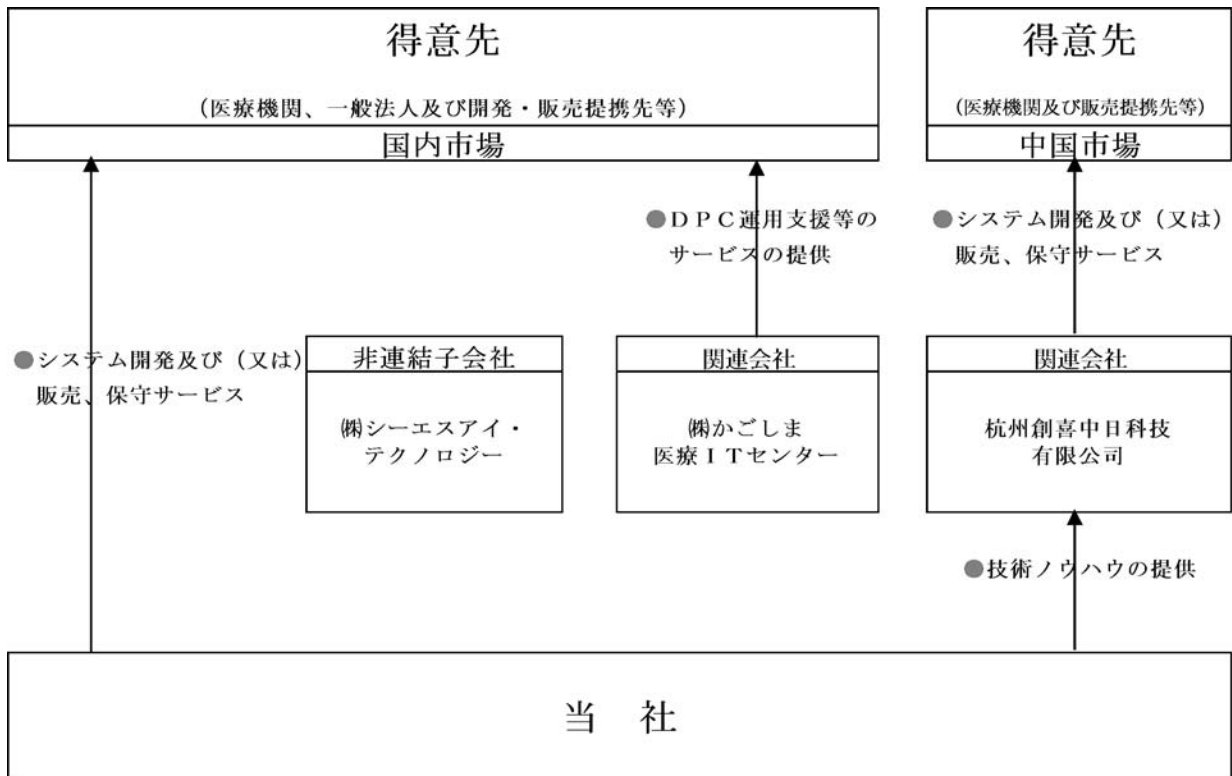 得意先
(医療機関、一般法人及び開発・販売提携先等)
国内市場
得意先
(医療機関及び販売提携先等)
中国市場
●DPC運用支援等の
サービスの提供
●システム開発及び(又は)
販売、保守サービス
●システム開発及び(又は)
販売、保守サービス
非連結子会社
㈱シーエスアイ・
テクノロジー
関連会社
㈱かごしま
医療ITセンター
関連会社
杭州創喜中日科技
有限公司
●技術ノウハウの提供
当 社